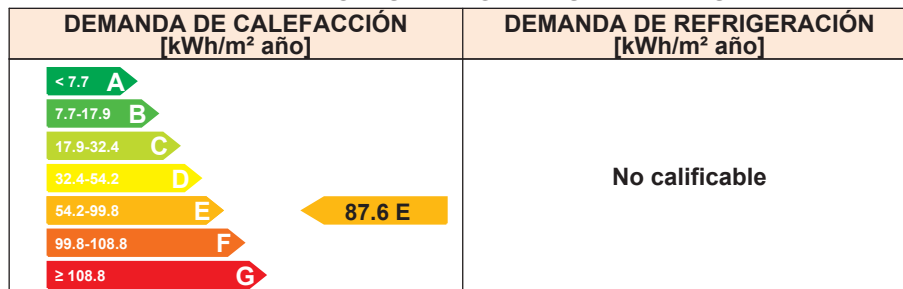 DEMANDA DE CALEFACCIÓN
[kWh/m² año]
DEMANDA DE REFRIGERACIÓN
[kWh/m² año]
< 7.7 A
7.7-17.9 B
17.9-32.4 C
32.4-54.2 D
54.2-99.8 E
87.6 E
99.8-108.8 F
≥ 108.8 G
No calificable